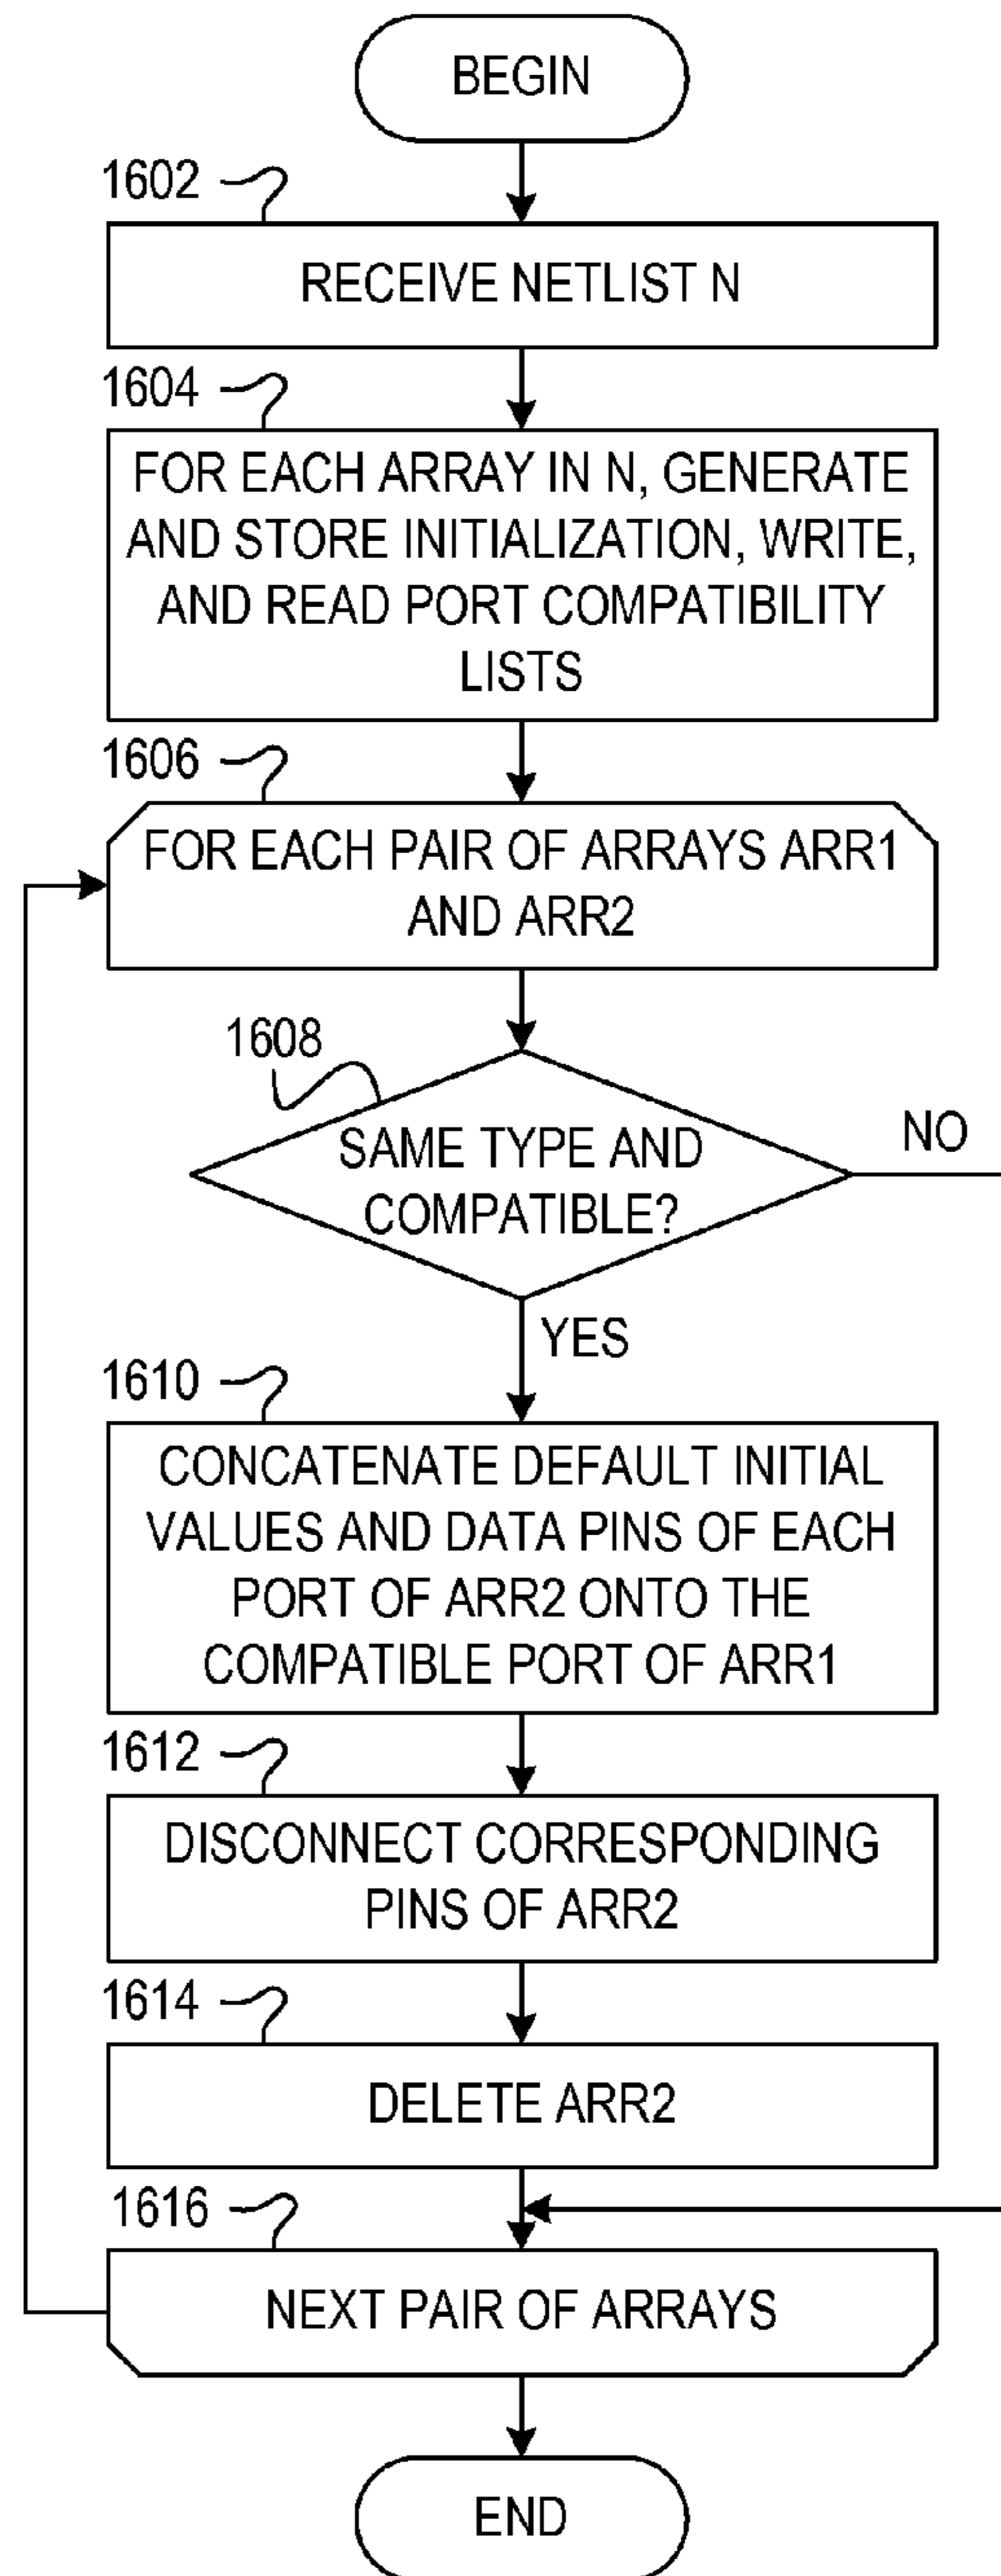 BEGIN
1602
RECEIVE NETLIST N
1604
FOR EACH ARRAY IN N, GENERATE
AND STORE INITIALIZATION, WRITE,
AND READ PORT COMPATIBILITY
LISTS
1606
FOR EACH PAIR OF ARRAYS ARR1
AND ARR2
1608
SAME TYPE AND
COMPATIBLE?
NO
YES
1610
CONCATENATE DEFAULT INITIAL
VALUES AND DATA PINS OF EACH
PORT OF ARR2 ONTO THE
COMPATIBLE PORT OF ARR1
1612
DISCONNECT CORRESPONDING
PINS OF ARR2
1614
DELETE ARR2
1616
NEXT PAIR OF ARRAYS
END